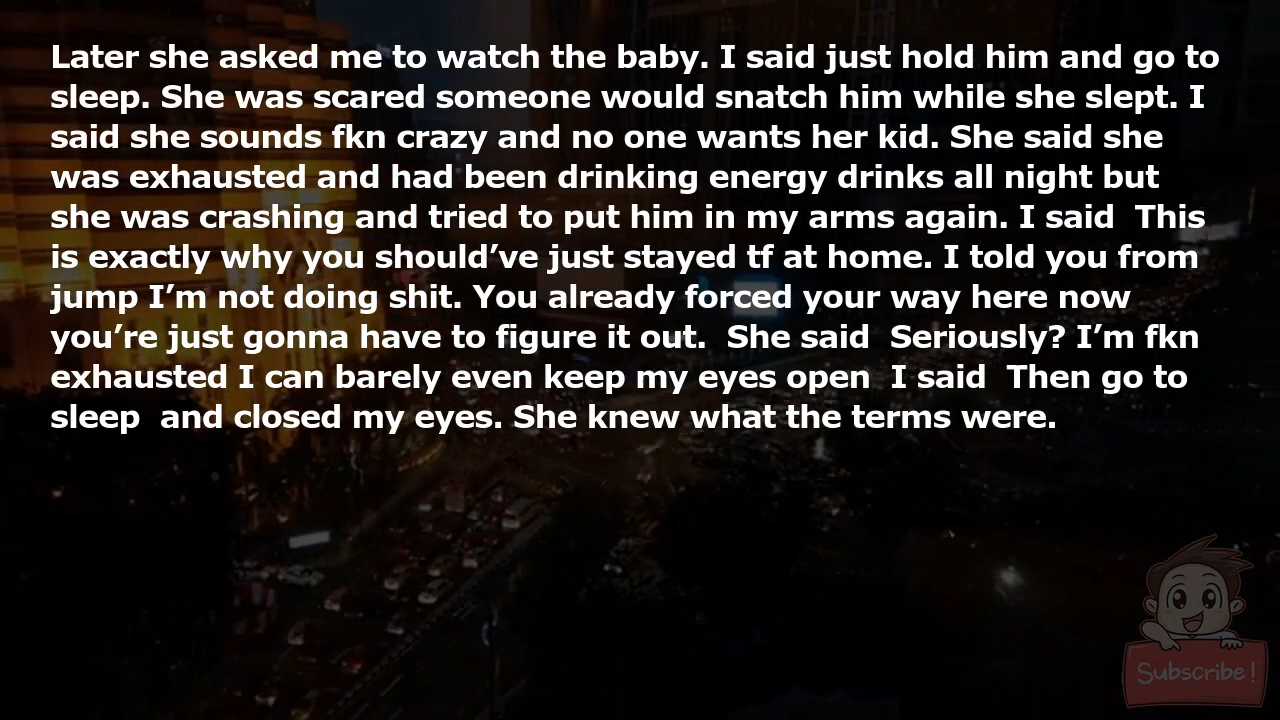 Later she asked me to watch the baby. I said just hold him and go to
sleep. She was scared someone would snatch him while she slept. I
said she sounds fkn crazy and no one wants her kid. She said she
was exhausted and had been drinking energy drinks all night but
she was crashing and tried to put him in my arms again. I said  This
is exactly why you should’ve just stayed tf at home. I told you from
jump I’m not doing shit. You already forced your way here now
you’re just gonna have to figure it out.  She said  Seriously? I’m fkn
exhausted I can barely even keep my eyes open  I said  Then go to
sleep  and closed my eyes. She knew what the terms were.
Subscribe!